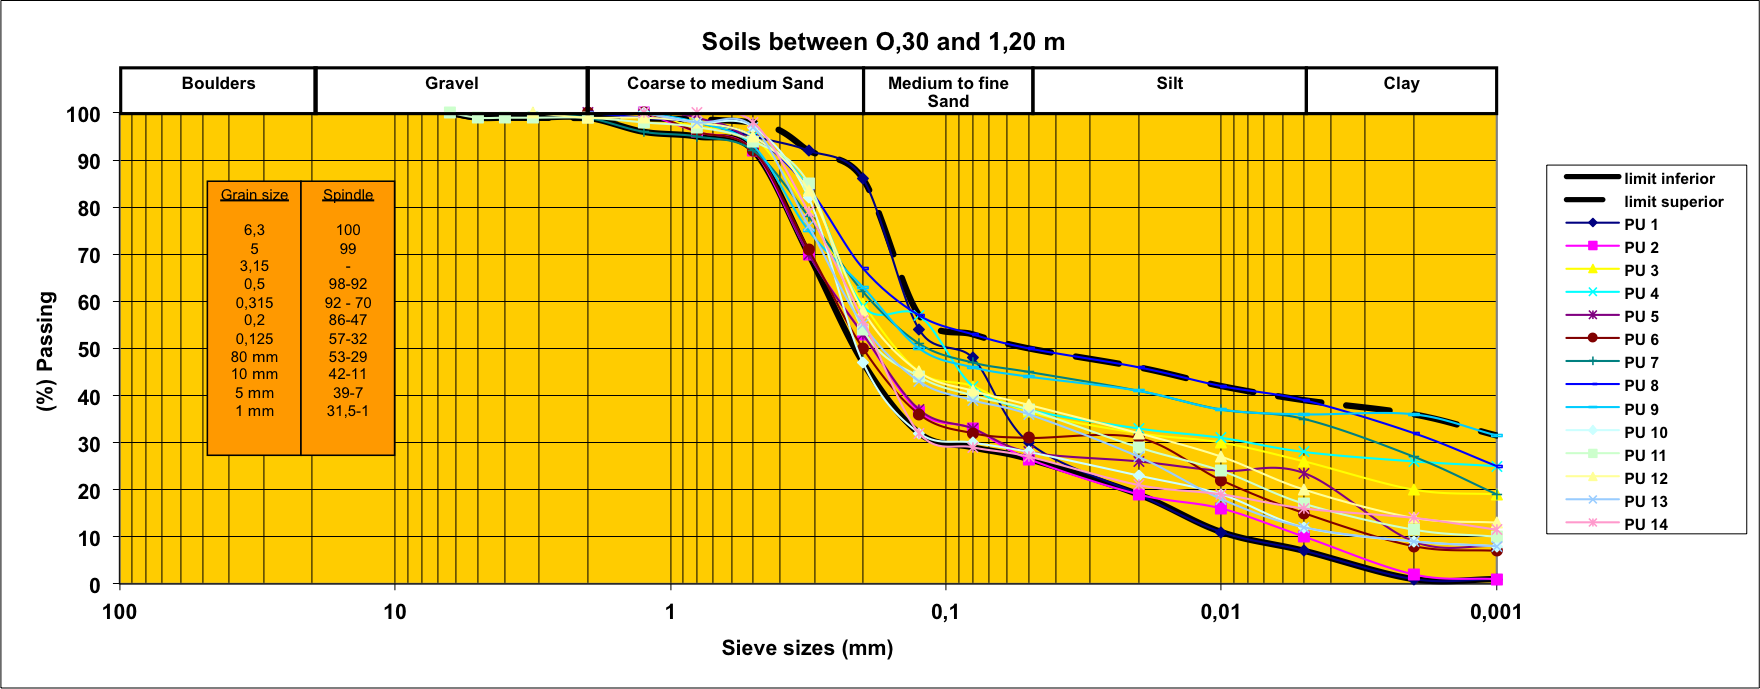 Soils between O,30 and 1,20 m
Boulders
Gravel
Coarse to medium Sand
Medium to fine
Sand
Silt
Clay
(%) Passing
100
90
80
70
60
50
40
30
20
10
0
Grain size Spindle
6,3 100
5 99
3,15 -
0,5 98-92
0,315 92 - 70
0,2 86-47
0,125 57-32
80 mm 53-29
10 mm 42-11
5 mm 39-7
1 mm 31,5-1
100 10 1 0,1 0,01 0,001
Sieve sizes (mm)
limit inferior
limit superior
PU 1
PU 2
PU 3
PU 4
PU 5
PU 6
PU 7
PU 8
PU 9
PU 10
PU 11
PU 12
PU 13
PU 14